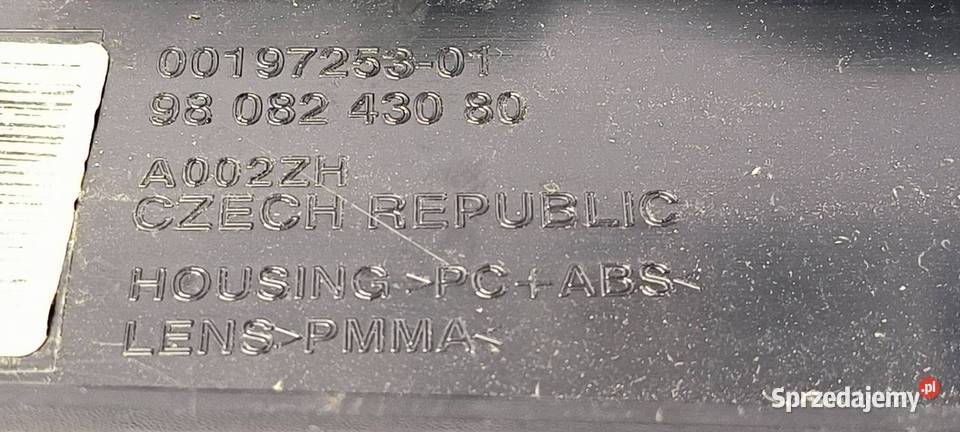 00197253-01
98 082 430 80
A002ZH
CZECH REPUBLIC
HOUSING >PC+ABS<
LENS>PMMA<
Sprzedajemy.pl